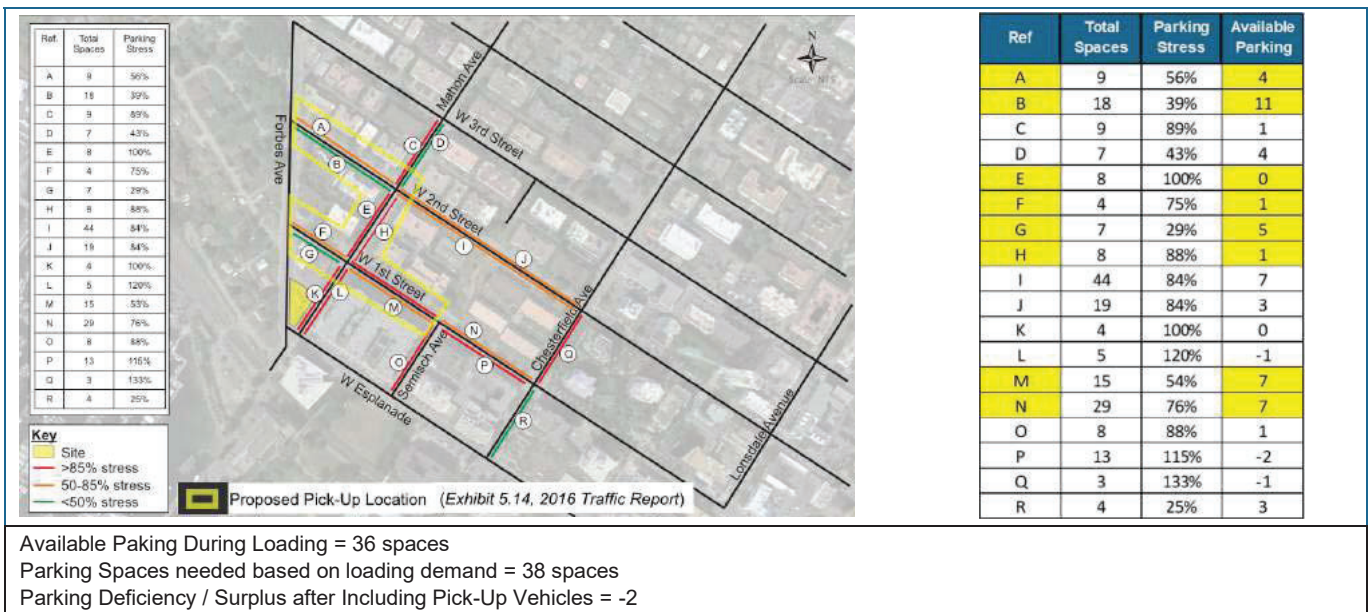 Ref. Total Spaces Parking Stress
A 9 56%
B 18 39%
C 9 89%
D 7 43%
E 8 100%
F 4 75%
G 7 29%
H 8 88%
I 44 84%
J 19 84%
K 4 100%
L 5 120%
M 15 53%
N 29 76%
O 8 88%
P 13 115%
Q 3 133%
R 4 25%
Key
Site
>85% stress
50-85% stress
<50% stress
N
Scale: NTS
Mahon Ave
W 3rd Street
Forbes Ave
A
C
D
B
W 2nd Street
E
H
F
I
J
G
W 1st Street
K
L
M
N
Chesterfield Ave
O
Semisch Ave
P
Q
W Esplanade
R
Lonsdale Avenue
Proposed Pick-Up Location (Exhibit 5.14, 2016 Traffic Report)
Ref Total Spaces Parking Stress Available Parking
A 9 56% 4
B 18 39% 11
C 9 89% 1
D 7 43% 4
E 8 100% 0
F 4 75% 1
G 7 29% 5
H 8 88% 1
I 44 84% 7
J 19 84% 3
K 4 100% 0
L 5 120% -1
M 15 54% 7
N 29 76% 7
O 8 88% 1
P 13 115% -2
Q 3 133% -1
R 4 25% 3
Available Paking During Loading = 36 spaces
Parking Spaces needed based on loading demand = 38 spaces
Parking Deficiency / Surplus after Including Pick-Up Vehicles = -2